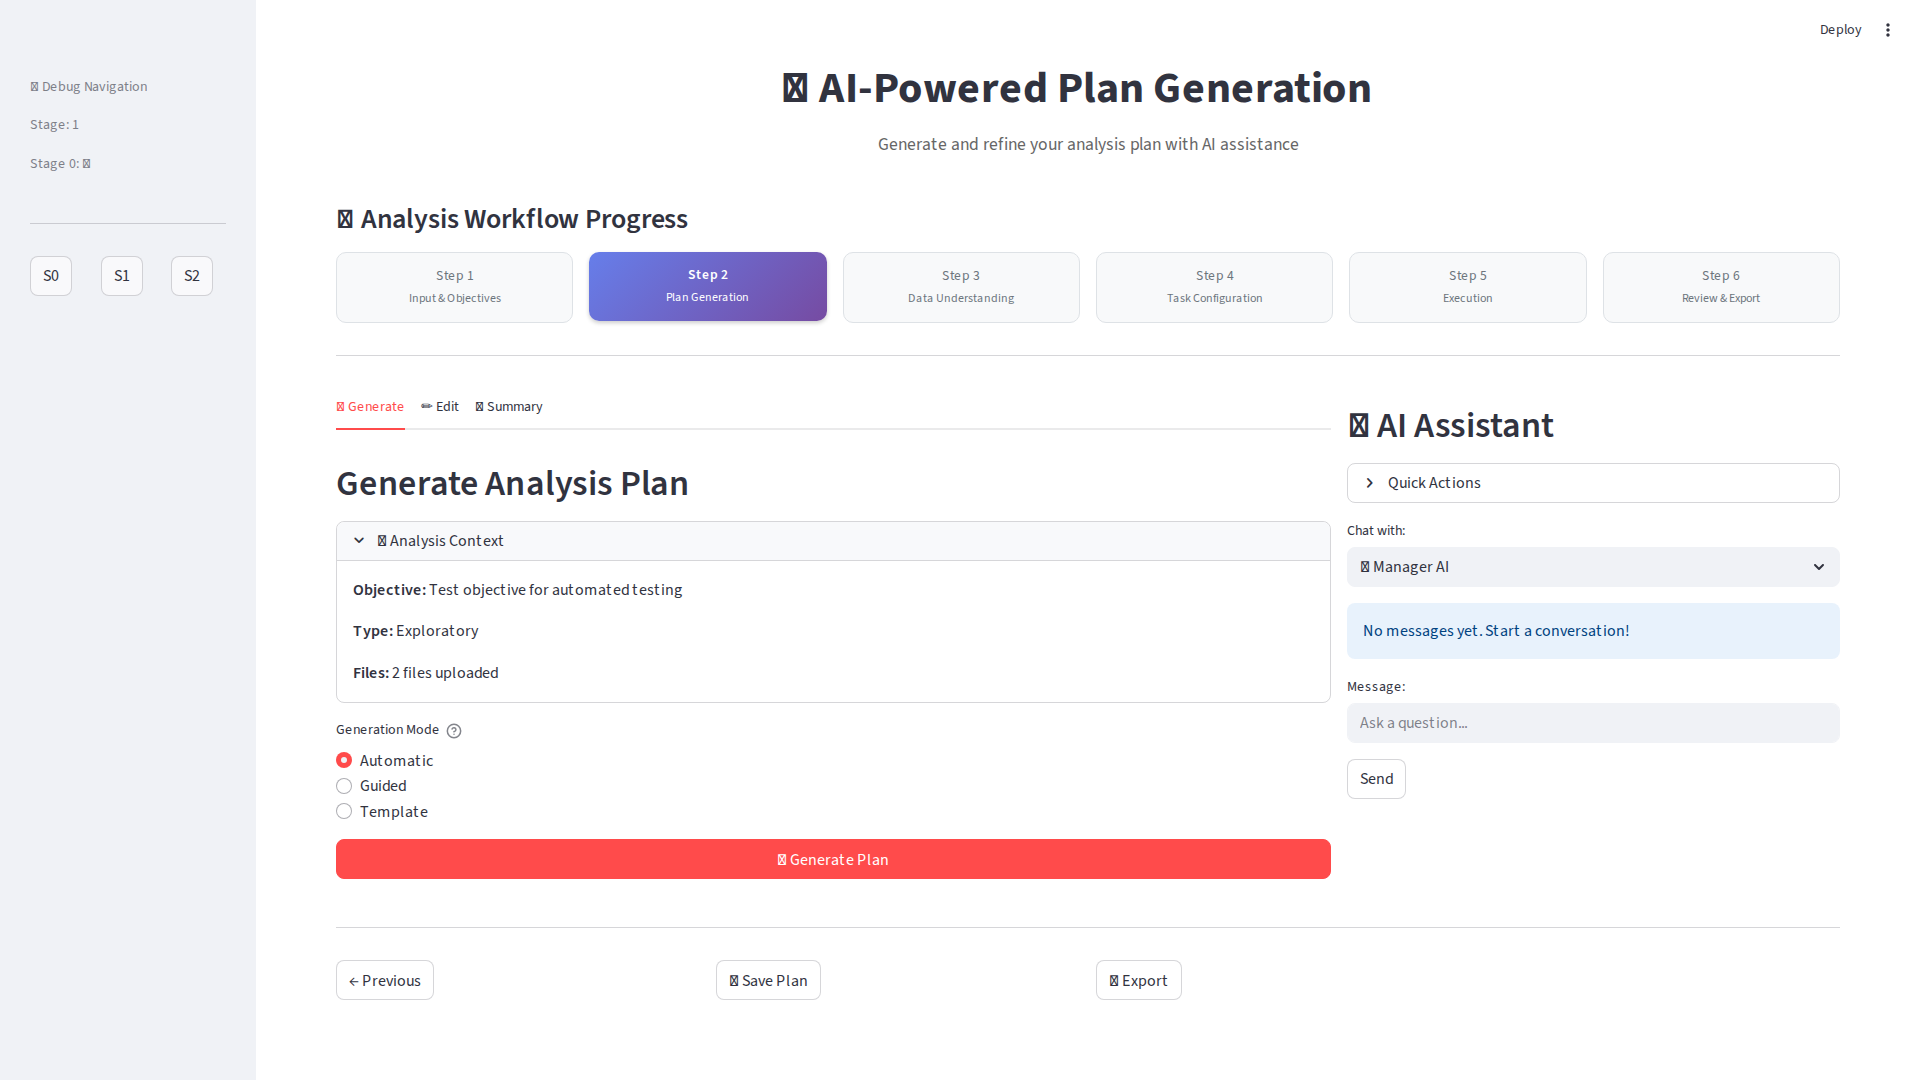 Deploy
Debug Navigation
Stage: 1
Stage 0:
S0
S1
S2
AI-Powered Plan Generation
Generate and refine your analysis plan with AI assistance
Analysis Workflow Progress
Step 1
Input & Objectives
Step 2
Plan Generation
Step 3
Data Understanding
Step 4
Task Configuration
Step 5
Execution
Step 6
Review & Export
Generate
✏ Edit
Summary
Generate Analysis Plan
Analysis Context
Objective: Test objective for automated testing
Type: Exploratory
Files: 2 files uploaded
Generation Mode
Automatic
Guided
Template
Generate Plan
AI Assistant
Quick Actions
Chat with:
Manager AI
No messages yet. Start a conversation!
Message:
Ask a question...
Send
← Previous
Save Plan
Export